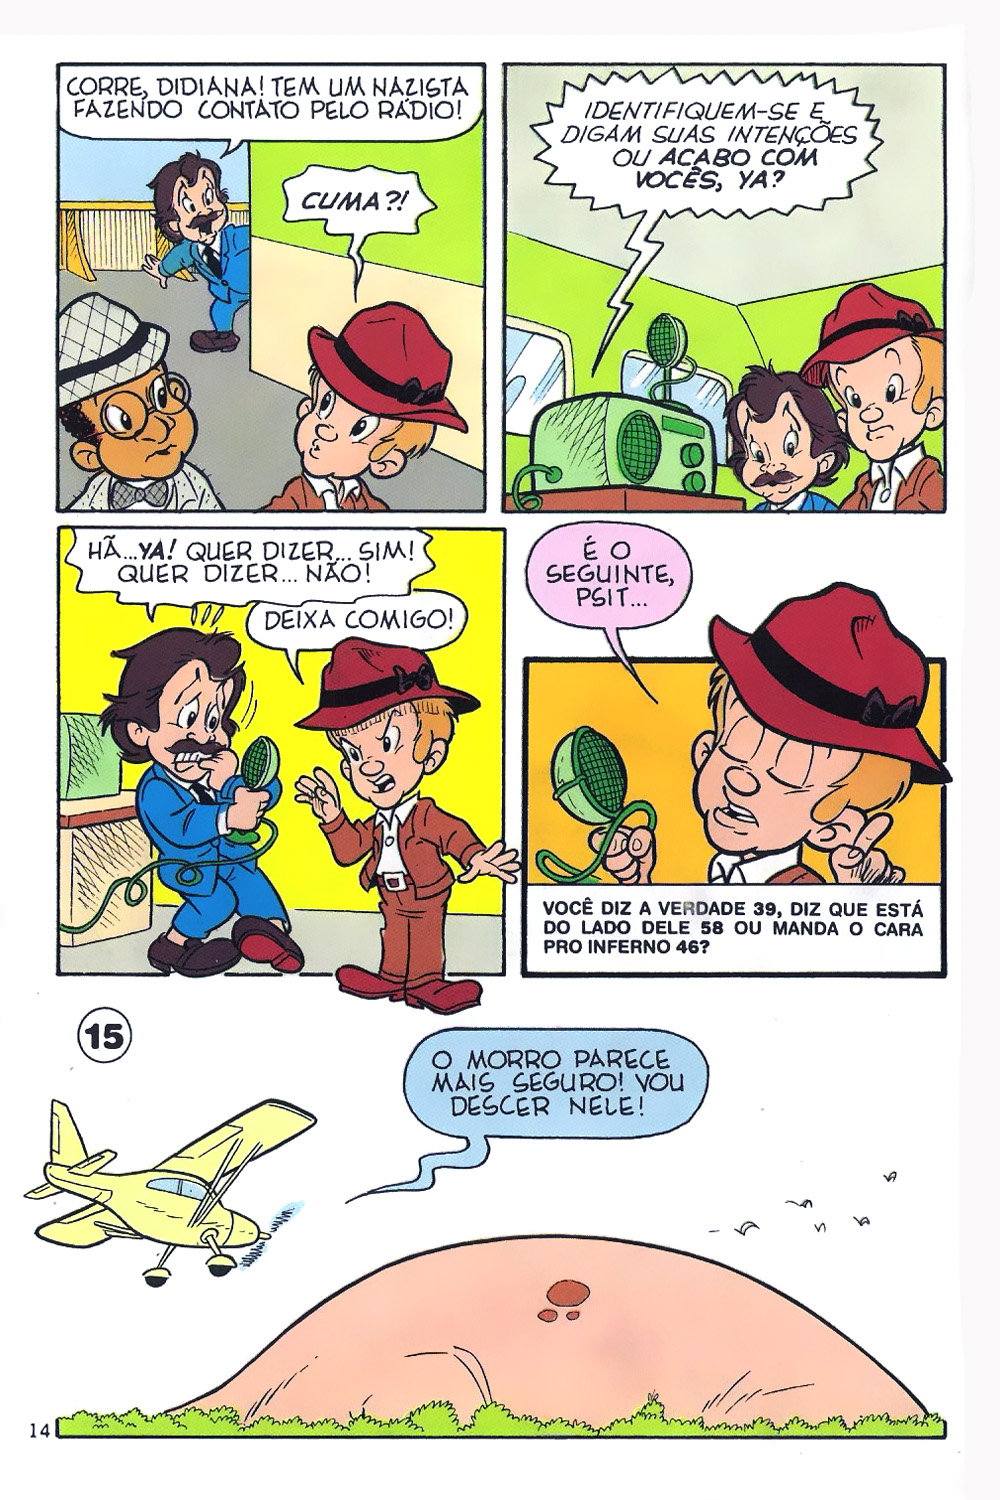 CORRE, DIDIANA! TEM UM NAZISTA
FAZENDO CONTATO PELO RÁDIO!
CUMA?!
IDENTIFIQUEM-SE E
DIGAM SUAS INTENÇÕES
OU ACABO COM
VOCÊS, YA?
HÃ...YA! QUER DIZER... SIM!
QUER DIZER... NÃO!
DEIXA COMIGO!
É O
SEGUINTE,
PSIT...
VOCÊ DIZ A VERDADE 39, DIZ QUE ESTÁ
DO LADO DELE 58 OU MANDA O CARA
PRO INFERNO 46?
15
O MORRO PARECE
MAIS SEGURO! VOU
DESCER NELE!
14